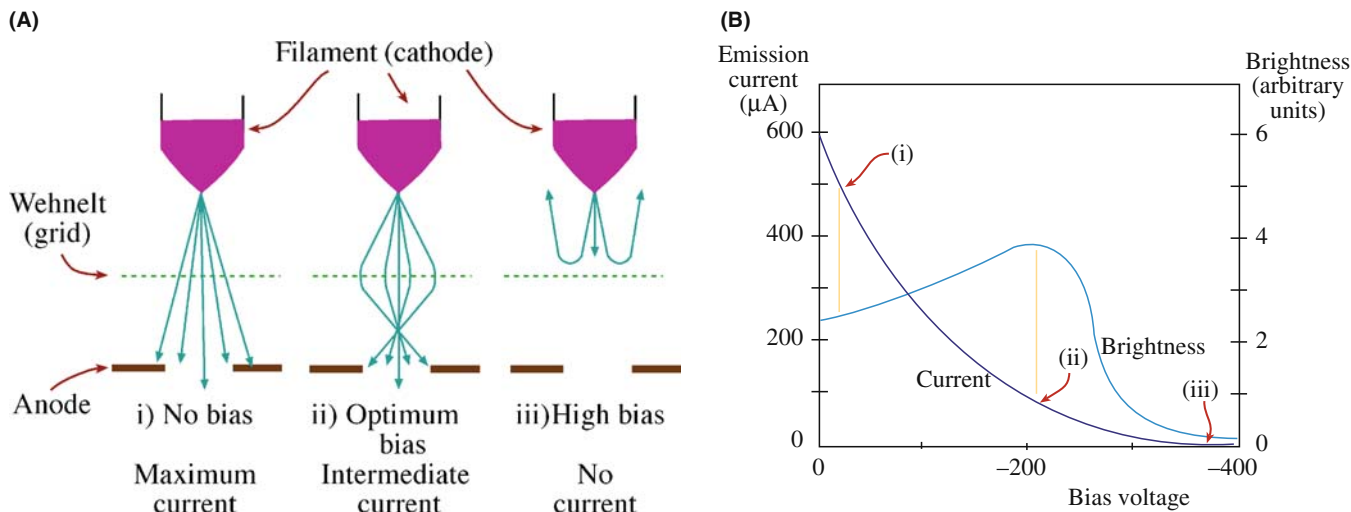 (A)
Filament (cathode)
Wehnelt
(grid)
Anode
i) No bias
Maximum
current
ii) Optimum
bias
Intermediate
current
iii)High bias
No
current
(B)
Emission
current
(μA)
600
400
200
0
Brightness
(arbitrary
units)
6
4
2
0
(i)
(ii)
(iii)
Current
Brightness
0
–200
–400
Bias voltage